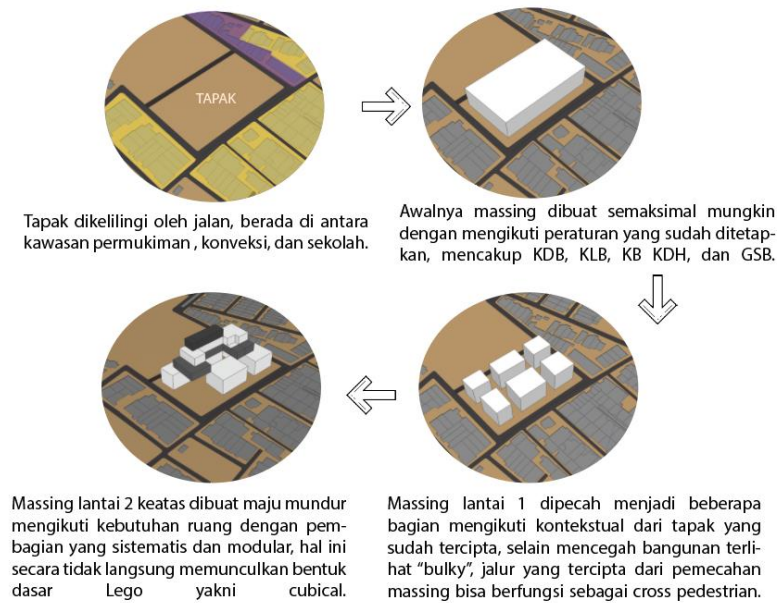 TAPAK
Tapak dikelilingi oleh jalan, berada di antara
kawasan permukiman , konveksi, dan sekolah.
Awalnya massing dibuat semaksimal mungkin
dengan mengikuti peraturan yang sudah ditetap-
kan, mencakup KDB, KLB, KB KDH, dan GSB.
Massing lantai 1 dipecah menjadi beberapa
bagian mengikuti kontekstual dari tapak yang
sudah tercipta, selain mencegah bangunan terli-
hat “bulky”, jalur yang tercipta dari pemecahan
massing bisa berfungsi sebagai cross pedestrian.
Massing lantai 2 keatas dibuat maju mundur
mengikuti kebutuhan ruang dengan pem-
bagian yang sistematis dan modular, hal ini
secara tidak langsung memunculkan bentuk
dasar Lego yakni cubical.